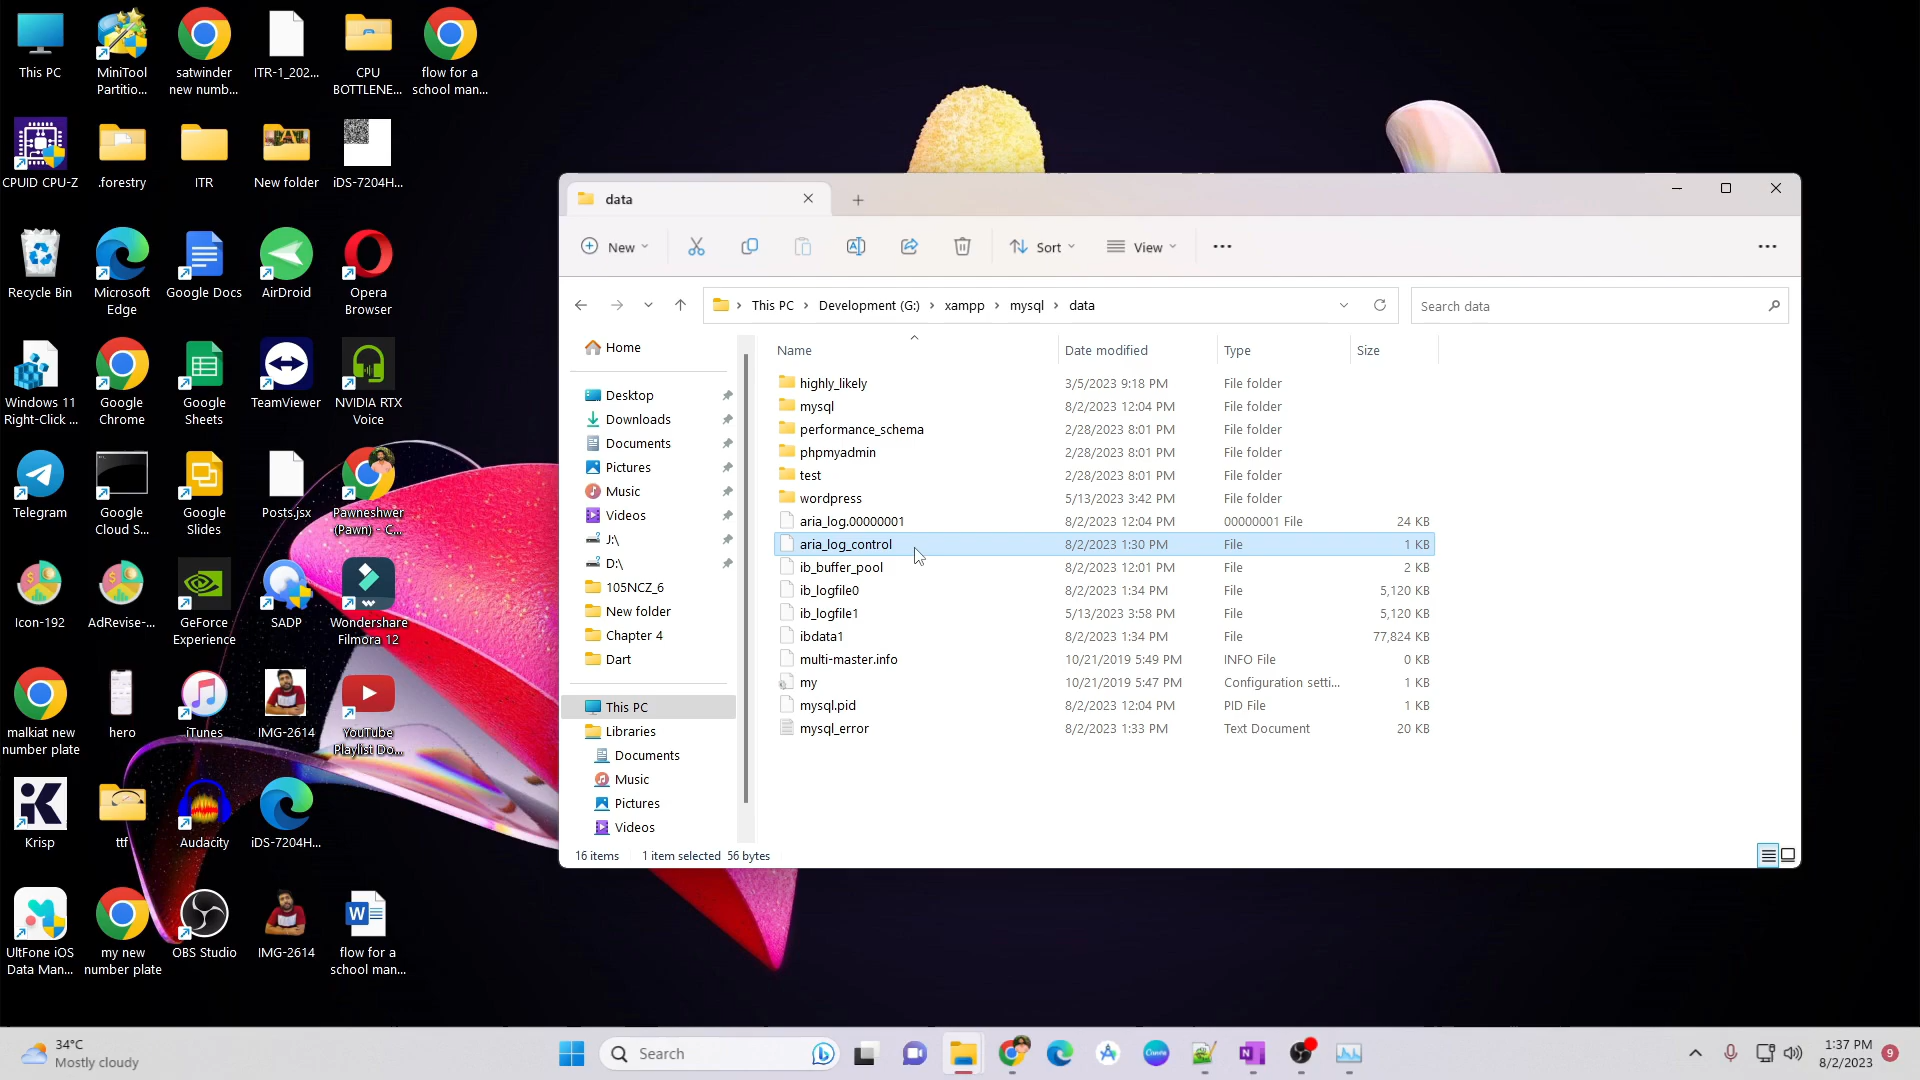 This PC
MiniTool
Partitio...
satwinder
new numb...
ITR-1_202...
CPU
BOTTLENE...
flow for a
school man...
CPUID CPU-Z
.forestry
ITR
New folder
iDS-7204H...
Recycle Bin
Microsoft
Edge
Google Docs
AirDroid
Opera
Browser
Windows 11
Right-Click ...
Google
Chrome
Google
Sheets
TeamViewer
NVIDIA RTX
Voice
Telegram
Google
Cloud S...
Google
Slides
Posts.jsx
Pawneshwer
(Pawn) - C...
Icon-192
AdRevise-...
GeForce
Experience
SADP
Wondershare
Filmora 12
malkiat new
number plate
hero
iTunes
IMG-2614
YouTube
Playlist Do...
Krisp
ttf
Audacity
iDS-7204H...
UltFone iOS
Data Man...
my new
number plate
OBS Studio
IMG-2614
flow for a
school man...
data
New
Sort
View
This PC > Development (G:) > xampp > mysql > data
Search data
Home
Desktop
Downloads
Documents
Pictures
Music
Videos
J:\
D:\
105NCZ_6
New folder
Chapter 4
Dart
This PC
Libraries
Documents
Music
Pictures
Videos
Name Date modified Type Size
highly_likely 3/5/2023 9:18 PM File folder
mysql 8/2/2023 12:04 PM File folder
performance_schema 2/28/2023 8:01 PM File folder
phpmyadmin 2/28/2023 8:01 PM File folder
test 2/28/2023 8:01 PM File folder
wordpress 5/13/2023 3:42 PM File folder
aria_log.00000001 8/2/2023 12:04 PM 00000001 File 24 KB
aria_log_control 8/2/2023 1:30 PM File 1 KB
ib_buffer_pool 8/2/2023 12:01 PM File 2 KB
ib_logfile0 8/2/2023 1:34 PM File 5,120 KB
ib_logfile1 5/13/2023 3:58 PM File 5,120 KB
ibdata1 8/2/2023 1:34 PM File 77,824 KB
multi-master.info 10/21/2019 5:49 PM INFO File 0 KB
my 10/21/2019 5:47 PM Configuration setti... 1 KB
mysql.pid 8/2/2023 12:04 PM PID File 1 KB
mysql_error 8/2/2023 1:33 PM Text Document 20 KB
16 items 1 item selected 56 bytes
34°C
Mostly cloudy
Search
1:37 PM
8/2/2023
9